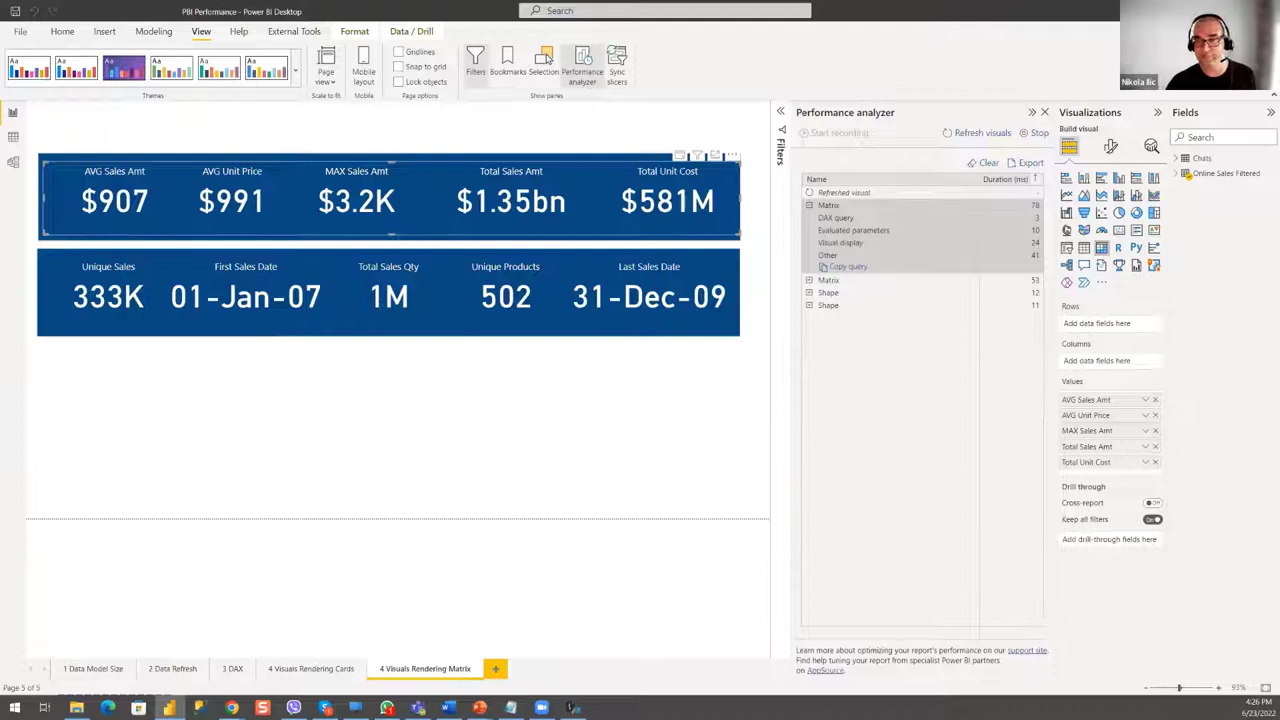 PBI Performance - Power BI Desktop
Search
File Home Insert Modeling View Help External Tools Format Data / Drill
Aa Aa Aa Aa Aa Aa
Page view
Mobile layout
Gridlines
Snap to grid
Lock objects
Filters
Bookmarks
Selection
Performance analyzer
Sync slicers
Themes
Scale to fit
Mobile
Page options
Show panes
Nikola Ilic
AVG Sales Amt AVG Unit Price MAX Sales Amt Total Sales Amt Total Unit Cost
$907 $991 $3.2K $1.35bn $581M
Unique Sales First Sales Date Total Sales Qty Unique Products Last Sales Date
333K 01-Jan-07 1M 502 31-Dec-09
Filters
Performance analyzer
Start recording Refresh visuals Stop
Clear Export
Name Duration (ms)
Refreshed visual -
Matrix 78
DAX query 3
Evaluated parameters 10
Visual display 24
Other 41
Copy query
Matrix 53
Shape 12
Shape 11
Learn more about optimizing your report's performance on our support site.
Find help tuning your report from specialist Power BI partners
on AppSource.
Visualizations
Build visual
R Py
Rows
Add data fields here
Columns
Add data fields here
Values
AVG Sales Amt
AVG Unit Price
MAX Sales Amt
Total Sales Amt
Total Unit Cost
Drill through
Cross-report Off
Keep all filters On
Add drill-through fields here
Fields
Search
Chats
Online Sales Filtered
1 Data Model Size 2 Data Refresh 3 DAX 4 Visuals Rendering Cards 4 Visuals Rendering Matrix
Page 5 of 5
93%
4:26 PM
6/23/2022